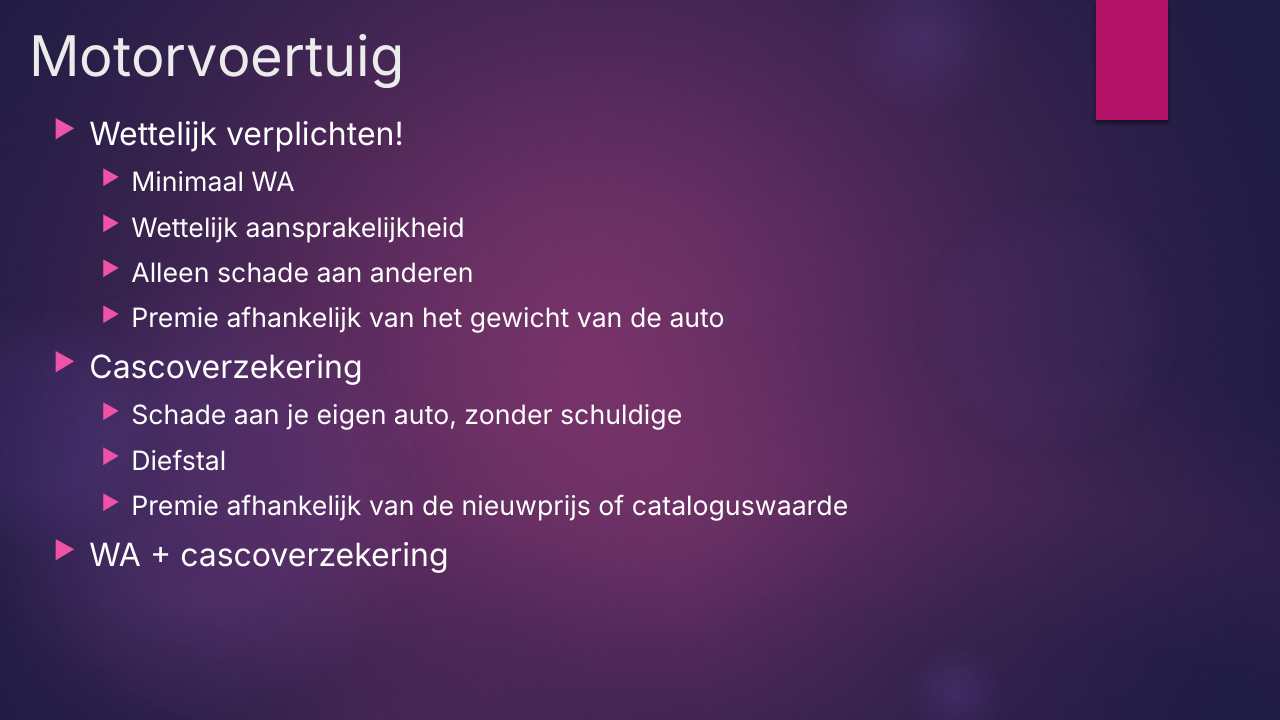 Motorvoertuig
Wettelijk verplichten!
Minimaal WA
Wettelijk aansprakelijkheid
Alleen schade aan anderen
Premie afhankelijk van het gewicht van de auto
Cascoverzekering
Schade aan je eigen auto, zonder schuldige
Diefstal
Premie afhankelijk van de nieuwprijs of cataloguswaarde
WA + cascoverzekering